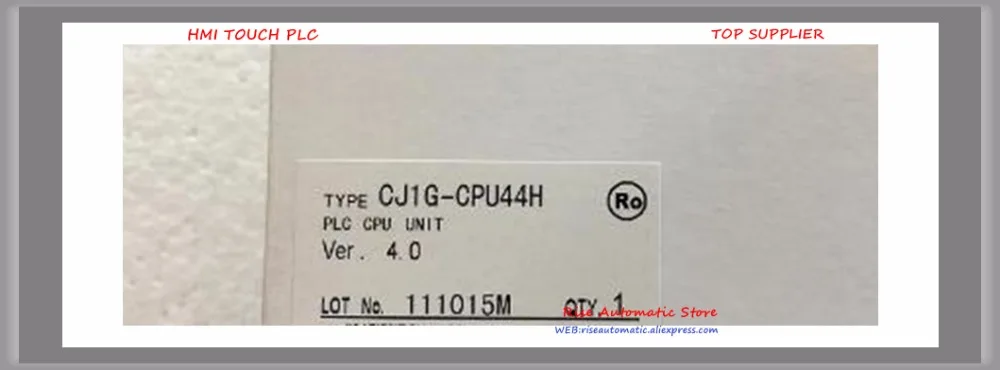 HMI TOUCH PLC
TOP SUPPLIER
TYPE CJ1G-CPU44H
Ro
PLC CPU UNIT
Ver. 4.0
LOT No. 111015M QTY. 1
Rise Automatic Store
WEB:riseautomatic.aliexpress.com